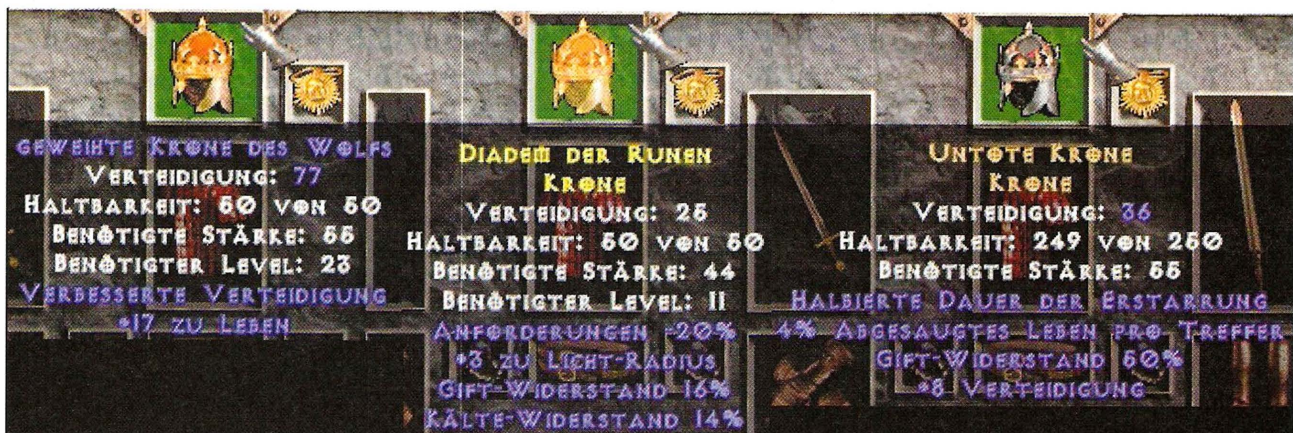 GEWEIHTE KRONE DES WOLFS
VERTEIDIGUNG: 77
HALTBARKEIT: 50 VON 50
BENÖTIGTE STÄRKE: 55
BENÖTIGTER LEVEL: 23
VERBESSERTE VERTEIDIGUNG
+17 ZU LEBEN
DIADEM DER RUNEN
KRONE
VERTEIDIGUNG: 25
HALTBARKEIT: 50 VON 50
BENÖTIGTE STÄRKE: 44
BENÖTIGTER LEVEL: 11
ANFORDERUNGEN -20%
+3 ZU LICHT-RADIUS
GIFT-WIDERSTAND 16%
KÄLTE-WIDERSTAND 14%
UNTOTE KRONE
KRONE
VERTEIDIGUNG: 36
HALTBARKEIT: 249 VON 250
BENÖTIGTE STÄRKE: 55
HALBIERTE DAUER DER ERSTARRUNG
4% ABGESAUGTES LEBEN PRO TREFFER
GIFT-WIDERSTAND 50%
+8 VERTEIDIGUNG